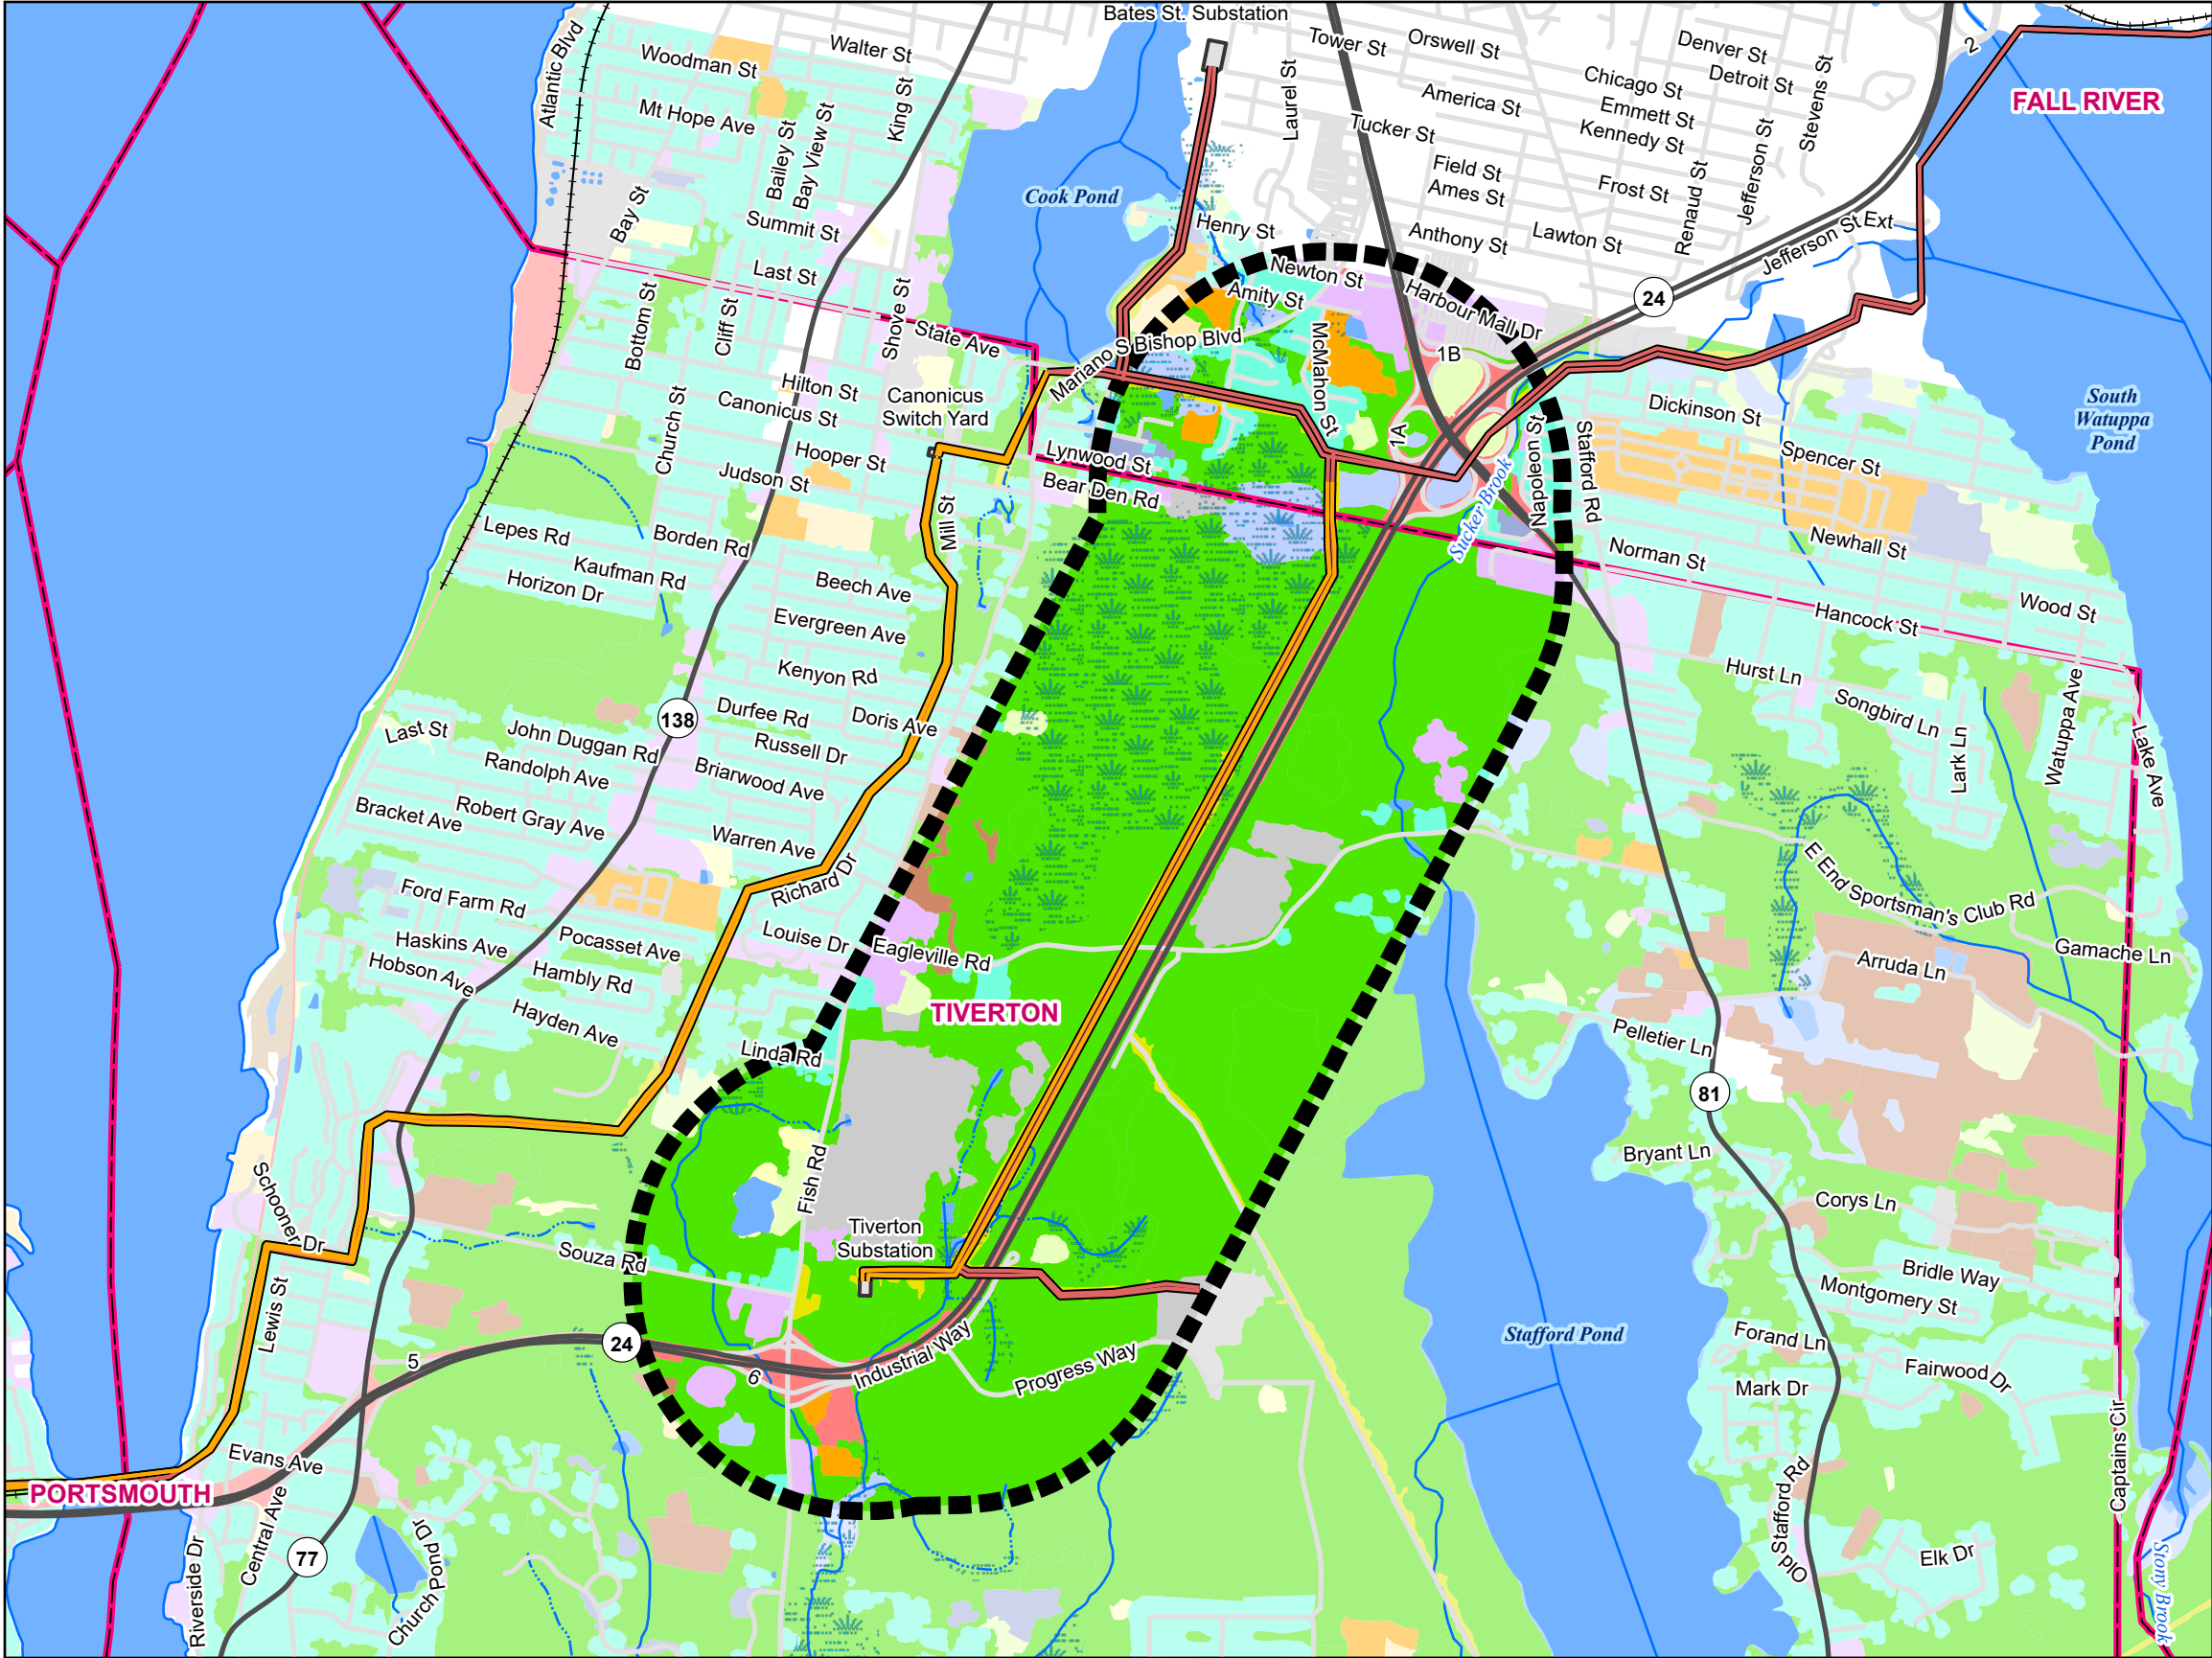 Bates St. Substation
Atlantic Blvd
Woodman St
Walter St
Tower St
Orswell St
Denver St
Detroit St
2
FALL RIVER
Mt Hope Ave
Bailey St
Bay View St
King St
Laurel St
America St
Chicago St
Emmett St
Kennedy St
Stevens St
Jefferson St
Tucker St
Field St
Ames St
Frost St
Renaud St
Cook Pond
Bay St
Summit St
Henry St
Anthony St
Lawton St
Jefferson St Ext
Last St
Newton St
Amity St
Harbour Mall Dr
24
Bottom St
Cliff St
Shove St
State Ave
Mariano S Bishop Blvd
McMahon St
1B
Hilton St
Canonicus St
Canonicus
Switch Yard
Church St
Hooper St
Judson St
Lynwood St
Bear Den Rd
1A
Napoleon St
Stafford Rd
Dickinson St
Spencer St
South
Watuppa
Pond
Sucker Brook
Mill St
Lepes Rd
Borden Rd
Kaufman Rd
Horizon Dr
Beech Ave
Evergreen Ave
Norman St
Newhall St
Hancock St
Wood St
Kenyon Rd
Hurst Ln
Songbird Ln
Lark Ln
Watuppa Ave
Lake Ave
138
Durfee Rd
Doris Ave
Last St
John Duggan Rd
Russell Dr
Randolph Ave
Briarwood Ave
Bracket Ave
Robert Gray Ave
Warren Ave
Richard Dr
Ford Farm Rd
E End Sportsman's Club Rd
Haskins Ave
Pocasset Ave
Louise Dr
Eagleville Rd
Hobson Ave
Hambly Rd
Gamache Ln
Arruda Ln
Hayden Ave
TIVERTON
Linda Rd
Pelletier Ln
81
Fish Rd
Bryant Ln
Schooner Dr
Corys Ln
Tiverton
Substation
Souza Rd
Bridle Way
Montgomery St
Lewis St
24
Stafford Pond
Forand Ln
5
6
Industrial Way
Progress Way
Fairwood Dr
Mark Dr
Captains Cir
Evans Ave
PORTSMOUTH
Central Ave
Old Stafford Rd
77
Riverside Dr
Church Pond Dr
Elk Dr
Stony Brook